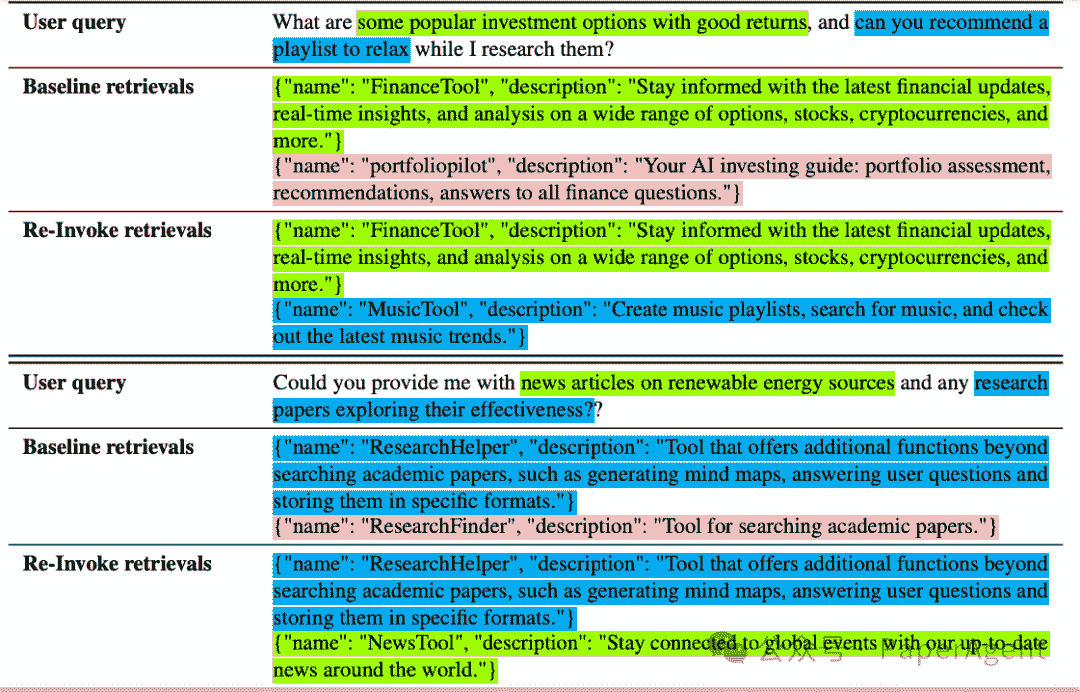 User query What are some popular investment options with good returns, and can you recommend a
playlist to relax while I research them?
Baseline retrievals {"name": "FinanceTool", "description": "Stay informed with the latest financial updates,
real-time insights, and analysis on a wide range of options, stocks, cryptocurrencies, and
more."}
{"name": "portfoliopilot", "description": "Your AI investing guide: portfolio assessment,
recommendations, answers to all finance questions."}
Re-Invoke retrievals {"name": "FinanceTool", "description": "Stay informed with the latest financial updates,
real-time insights, and analysis on a wide range of options, stocks, cryptocurrencies, and
more."}
{"name": "MusicTool", "description": "Create music playlists, search for music, and check
out the latest music trends."}
User query Could you provide me with news articles on renewable energy sources and any research
papers exploring their effectiveness??
Baseline retrievals {"name": "ResearchHelper", "description": "Tool that offers additional functions beyond
searching academic papers, such as generating mind maps, answering user questions and
storing them in specific formats."}
{"name": "ResearchFinder", "description": "Tool for searching academic papers."}
Re-Invoke retrievals {"name": "ResearchHelper", "description": "Tool that offers additional functions beyond
searching academic papers, such as generating mind maps, answering user questions and
storing them in specific formats."}
{"name": "NewsTool", "description": "Stay connected to global events with our up-to-date
news around the world."}
公众号 PaperAgent